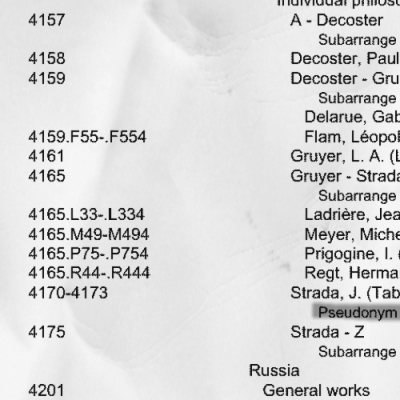 Individual philoso
4157 A - Decoster
Subarrange
4158 Decoster, Paul
4159 Decoster - Gru
Subarrange
Delarue, Gab
4159.F55-.F554 Flam, Léopol
4161 Gruyer, L. A. (L
4165 Gruyer - Strada
Subarrange
4165.L33-.L334 Ladrière, Jea
4165.M49-M494 Meyer, Miche
4165.P75-.P754 Prigogine, I. (
4165.R44-.R444 Regt, Herma
4170-4173 Strada, J. (Tab
Pseudonym
4175 Strada - Z
Subarrange
Russia
4201 General works